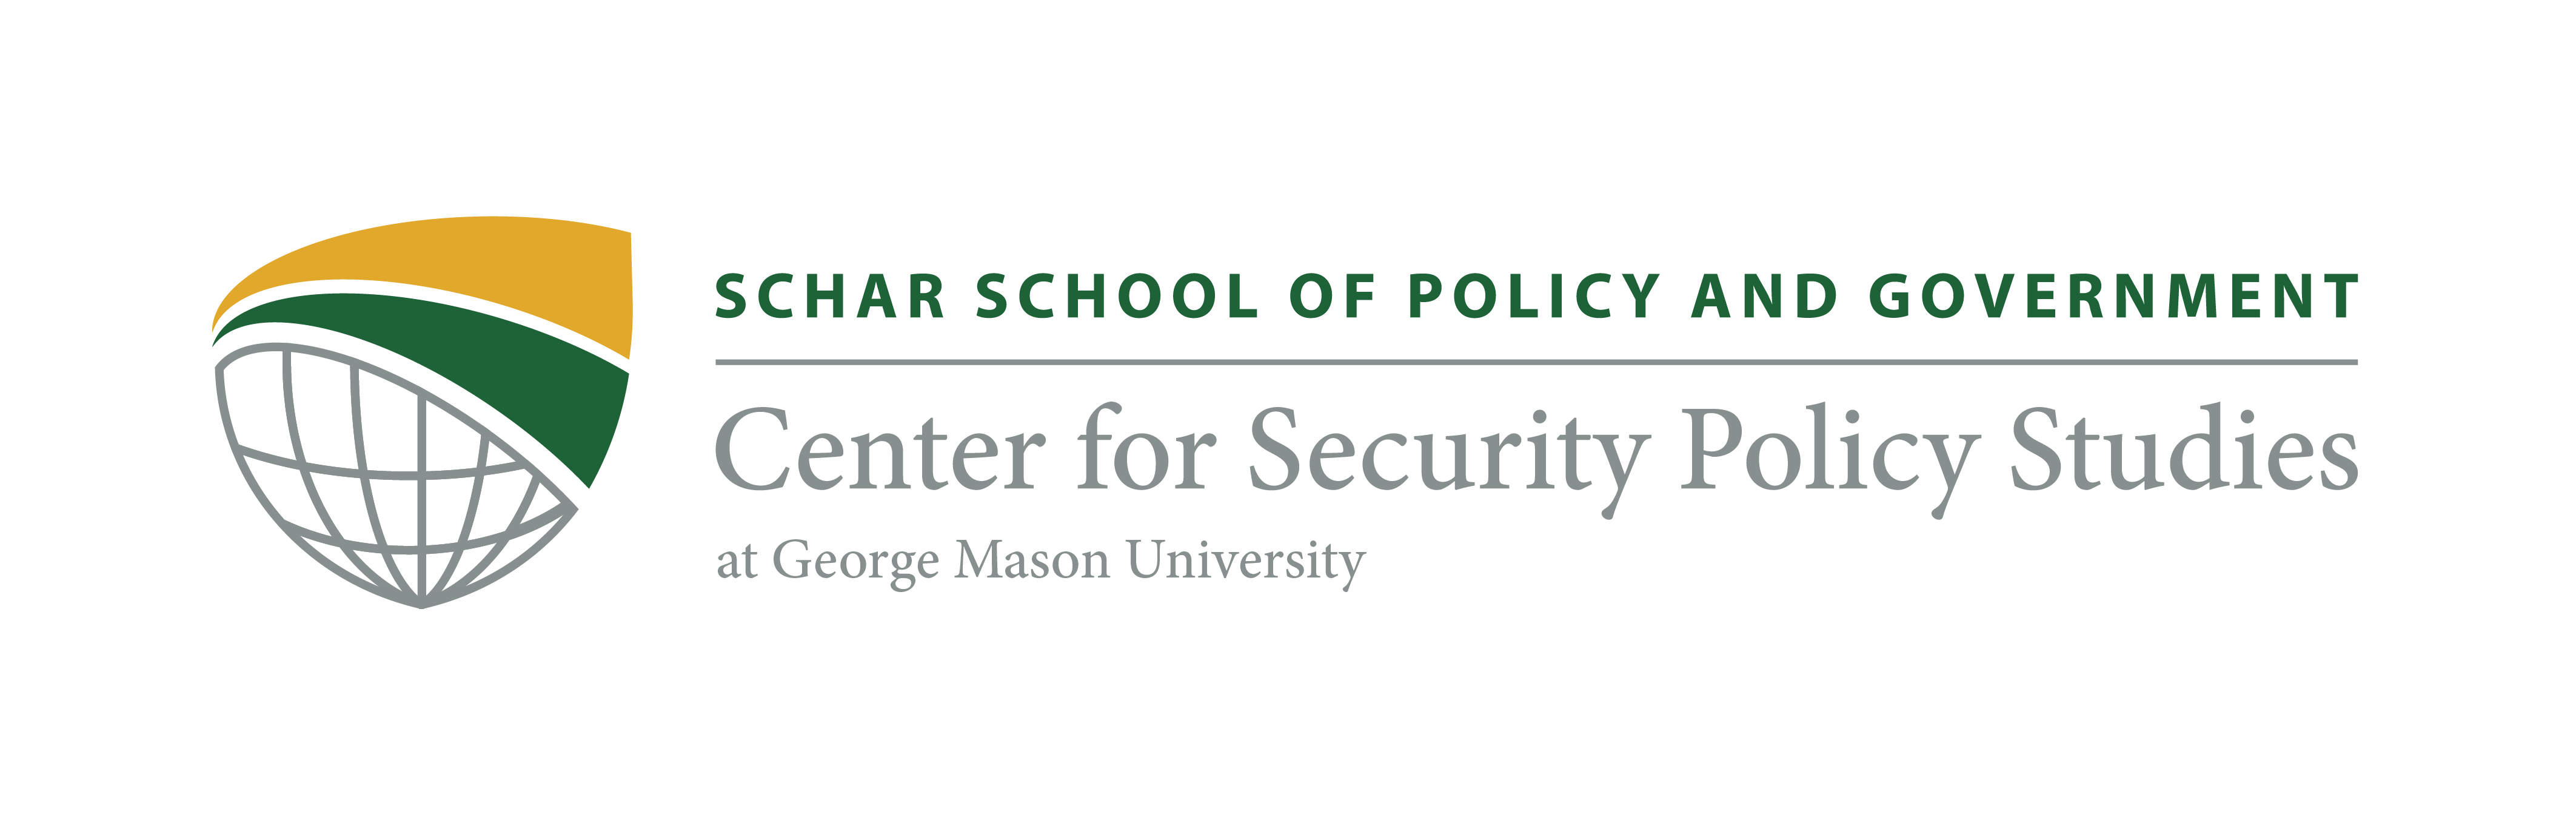 SCHAR SCHOOL OF POLICY AND GOVERNMENT
Center for Security Policy Studies
at George Mason University